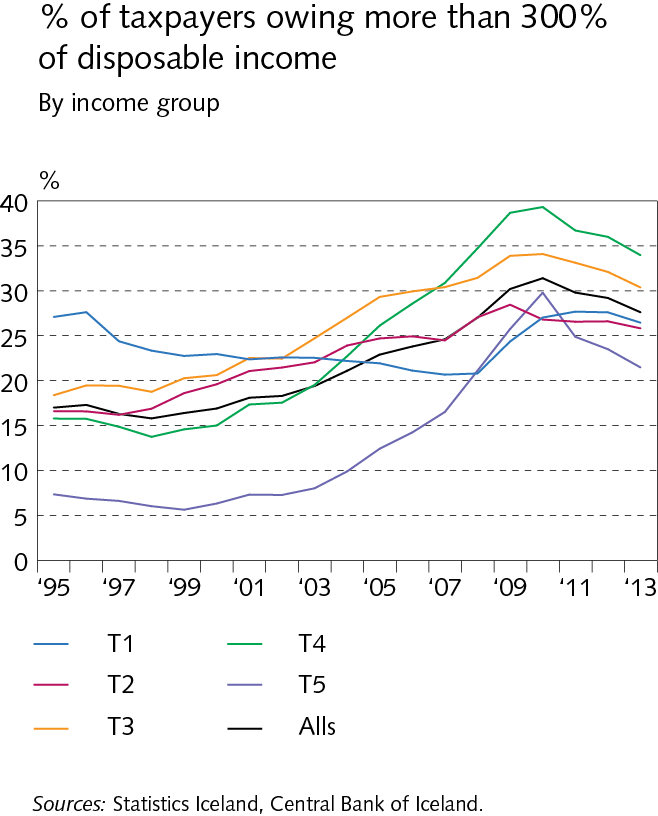 % of taxpayers owing more than 300%
of disposable income
By income group
%
40
35
30
25
20
15
10
5
0
‘95 ‘97 ‘99 ‘01 ‘03 ‘05 ‘07 ‘09 ‘11 ‘13
T1 T4
T2 T5
T3 Alls
Sources: Statistics Iceland, Central Bank of Iceland.